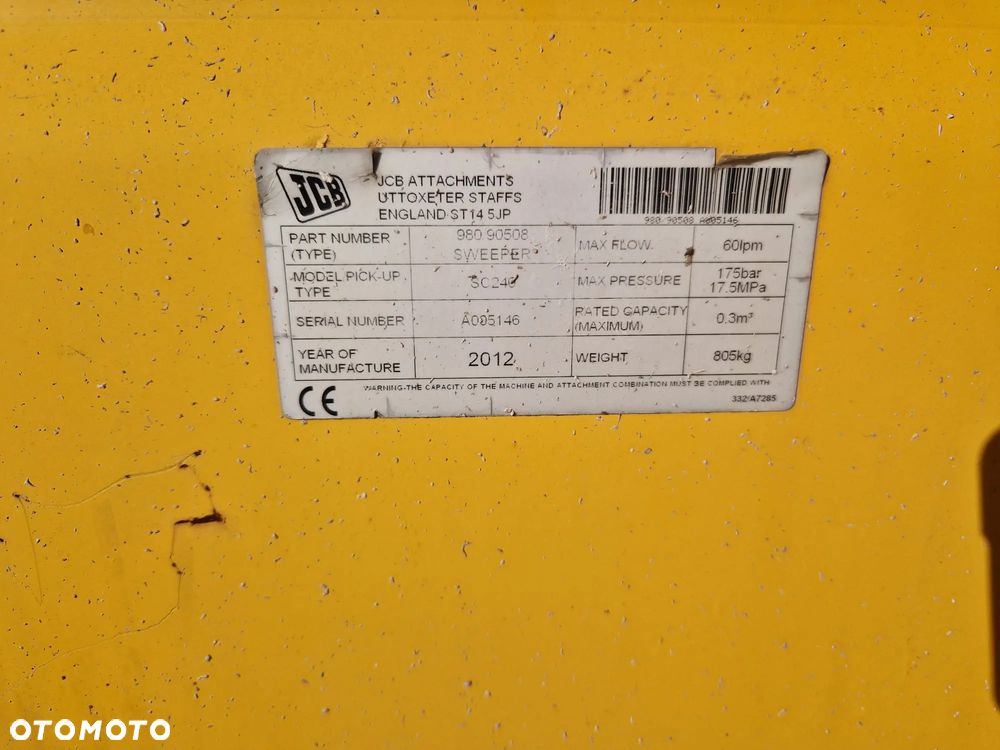 JCB
JCB ATTACHMENTS
UTTOXETER STAFFS
ENGLAND ST14 5JP
980 90508 A005146
PART NUMBER (TYPE) 980 90508 SWEEPER MAX FLOW 60lpm
MODEL PICK-UP TYPE MAX PRESSURE 175bar 17.5MPa
SERIAL NUMBER A005146 RATED CAPACITY (MAXIMUM) 0.3m³
YEAR OF MANUFACTURE 2012 WEIGHT 805kg
WARNING-THE CAPACITY OF THE MACHINE AND ATTACHMENT COMBINATION MUST BE COMPLIED WITH
CE
332/A7285
OTOMOTO